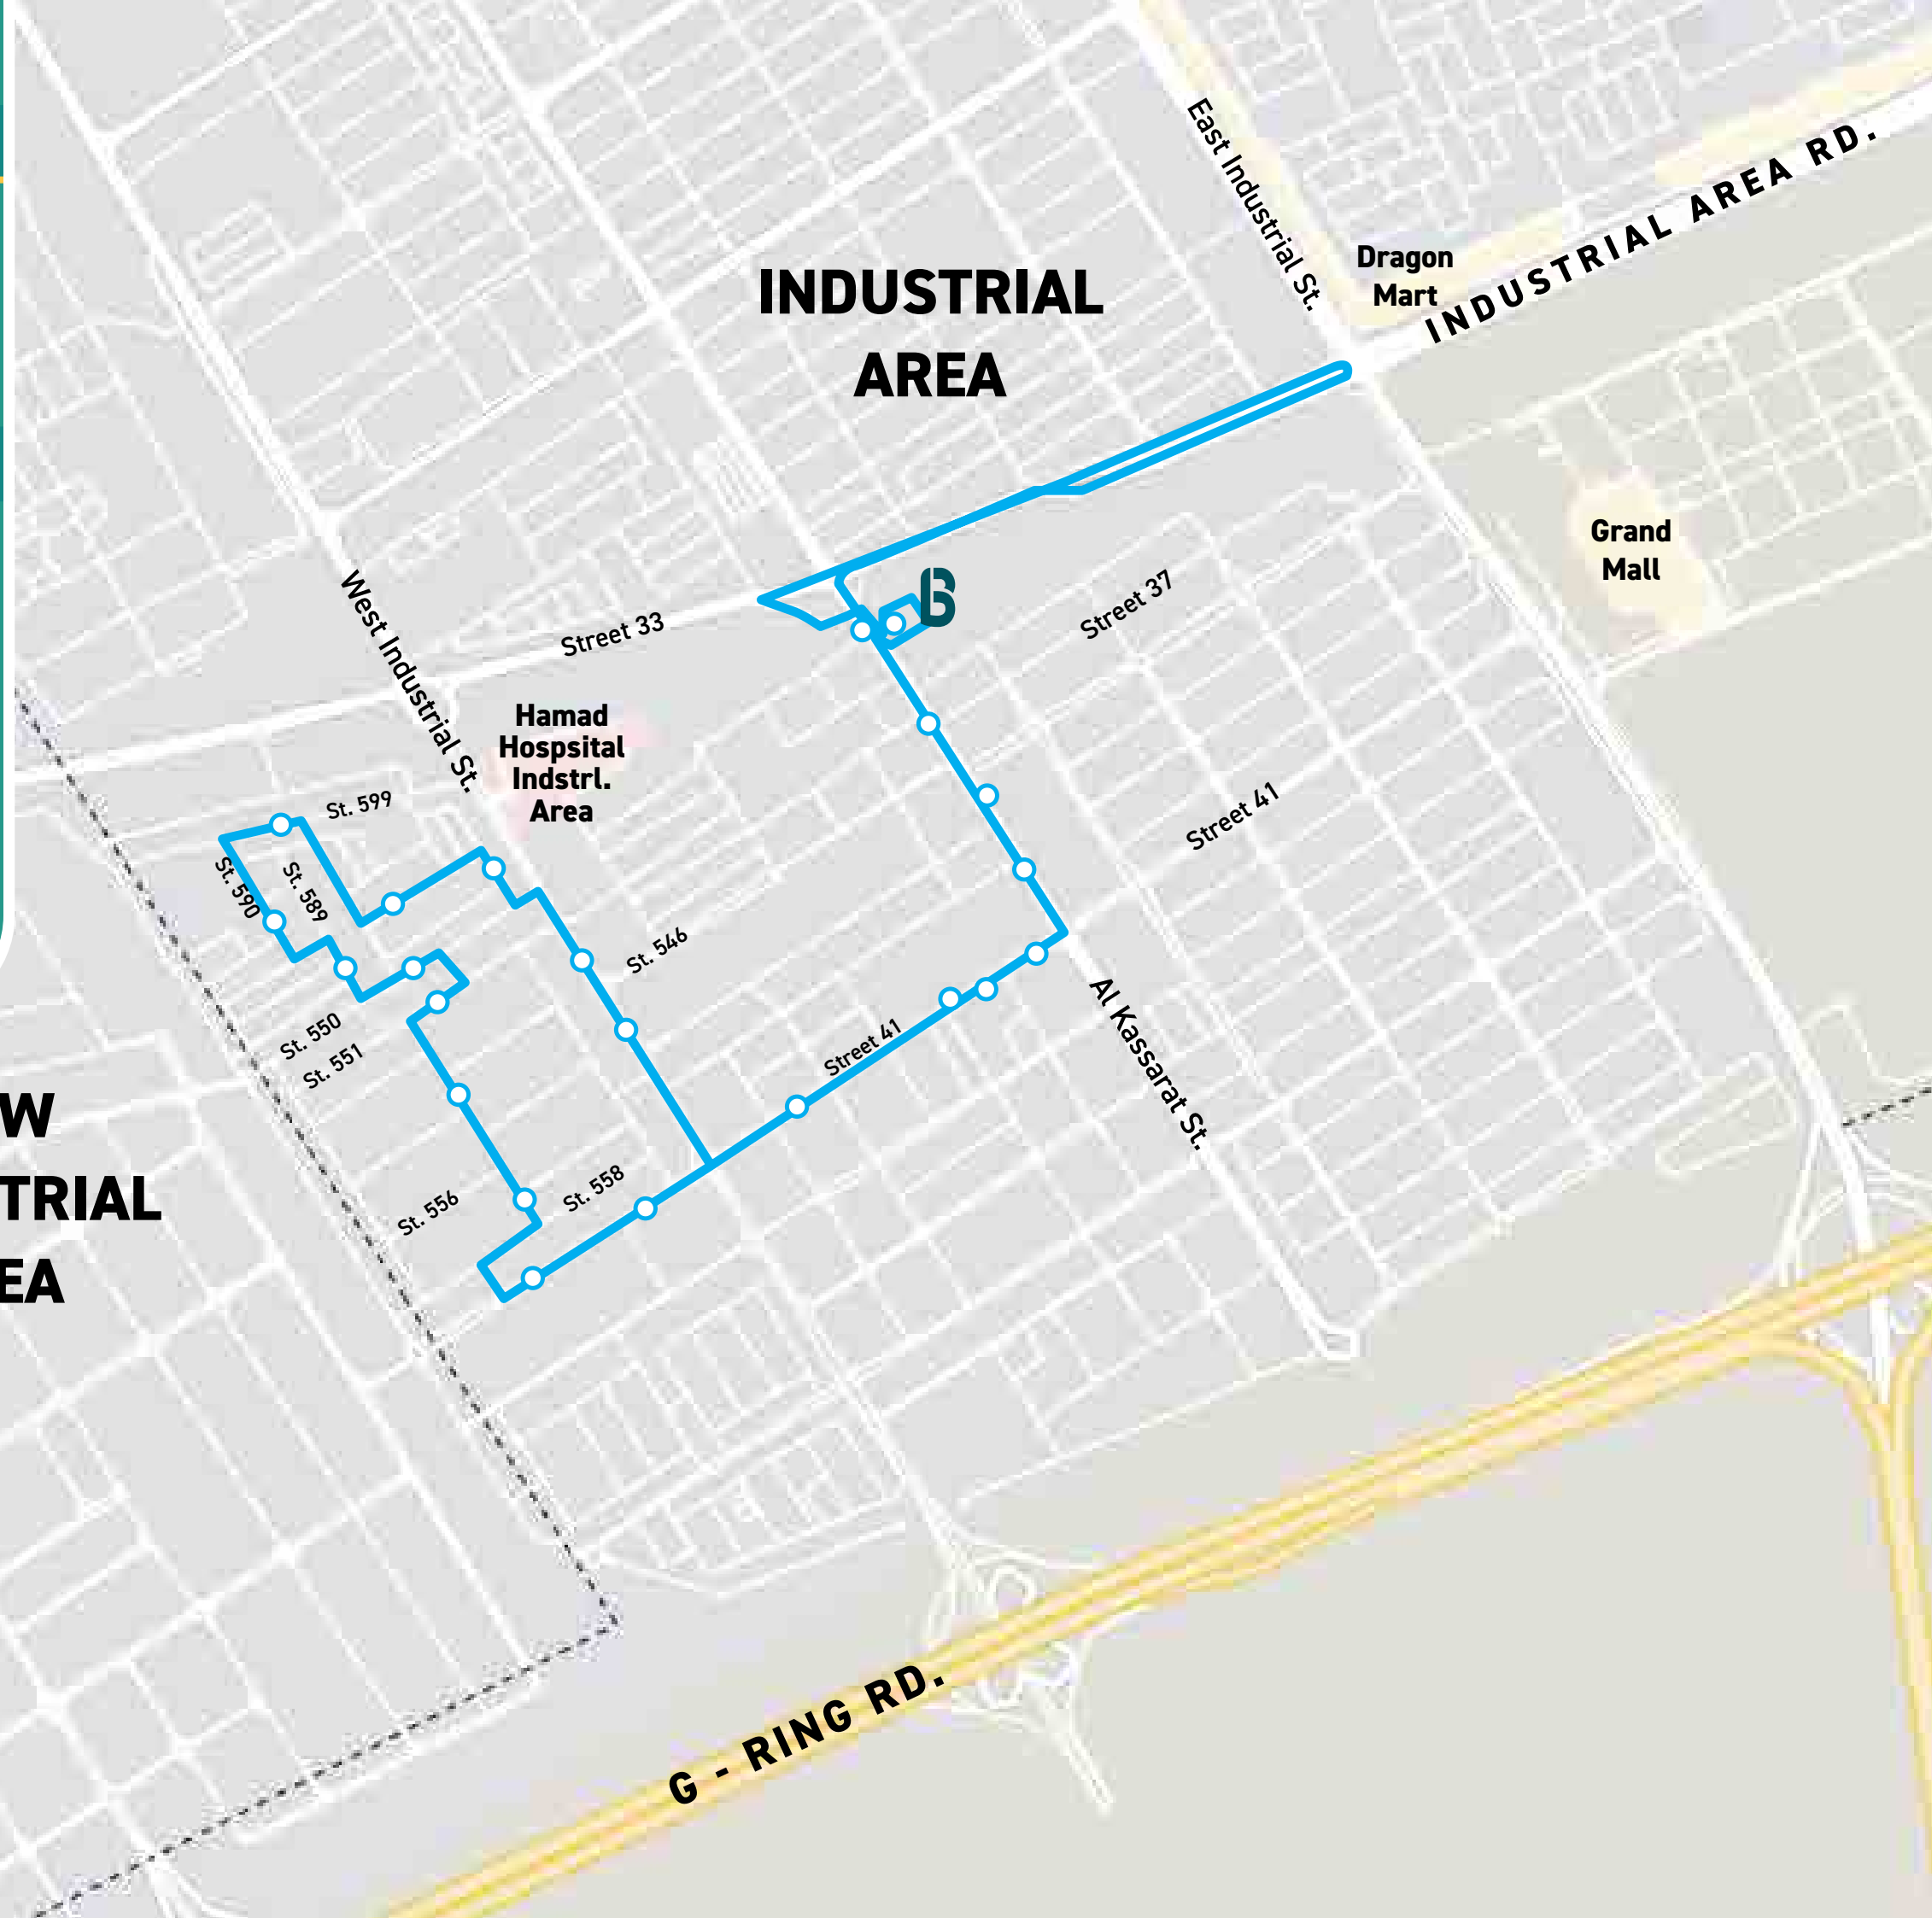 East Industrial St.
INDUSTRIAL AREA RD.
Dragon
Mart
INDUSTRIAL
AREA
Grand
Mall
B
Street 37
Street 33
West Industrial St.
Hamad
Hospsital
Indstrl.
Area
St. 599
Street 41
St. 590
St. 589
St. 546
Al Kassarat St.
St. 550
St. 551
Street 41
W
TRIAL
EA
St. 558
St. 556
G - RING RD.